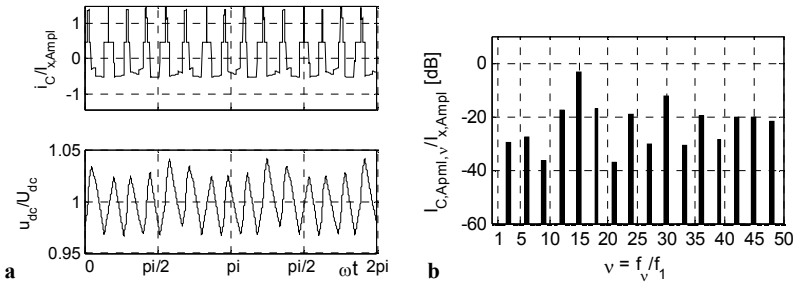 1
0
-1
i_C/I_x,Ampl
1.05
1
0.95
u_dc/U_dc
0 pi/2 pi pi/2 ωt 2pi
a
0
-20
-40
-60
I_C,Apml, ν/I_x,Ampl [dB]
1 5 10 15 20 25 30 35 40 45 50
ν = f_ν/f_1
b